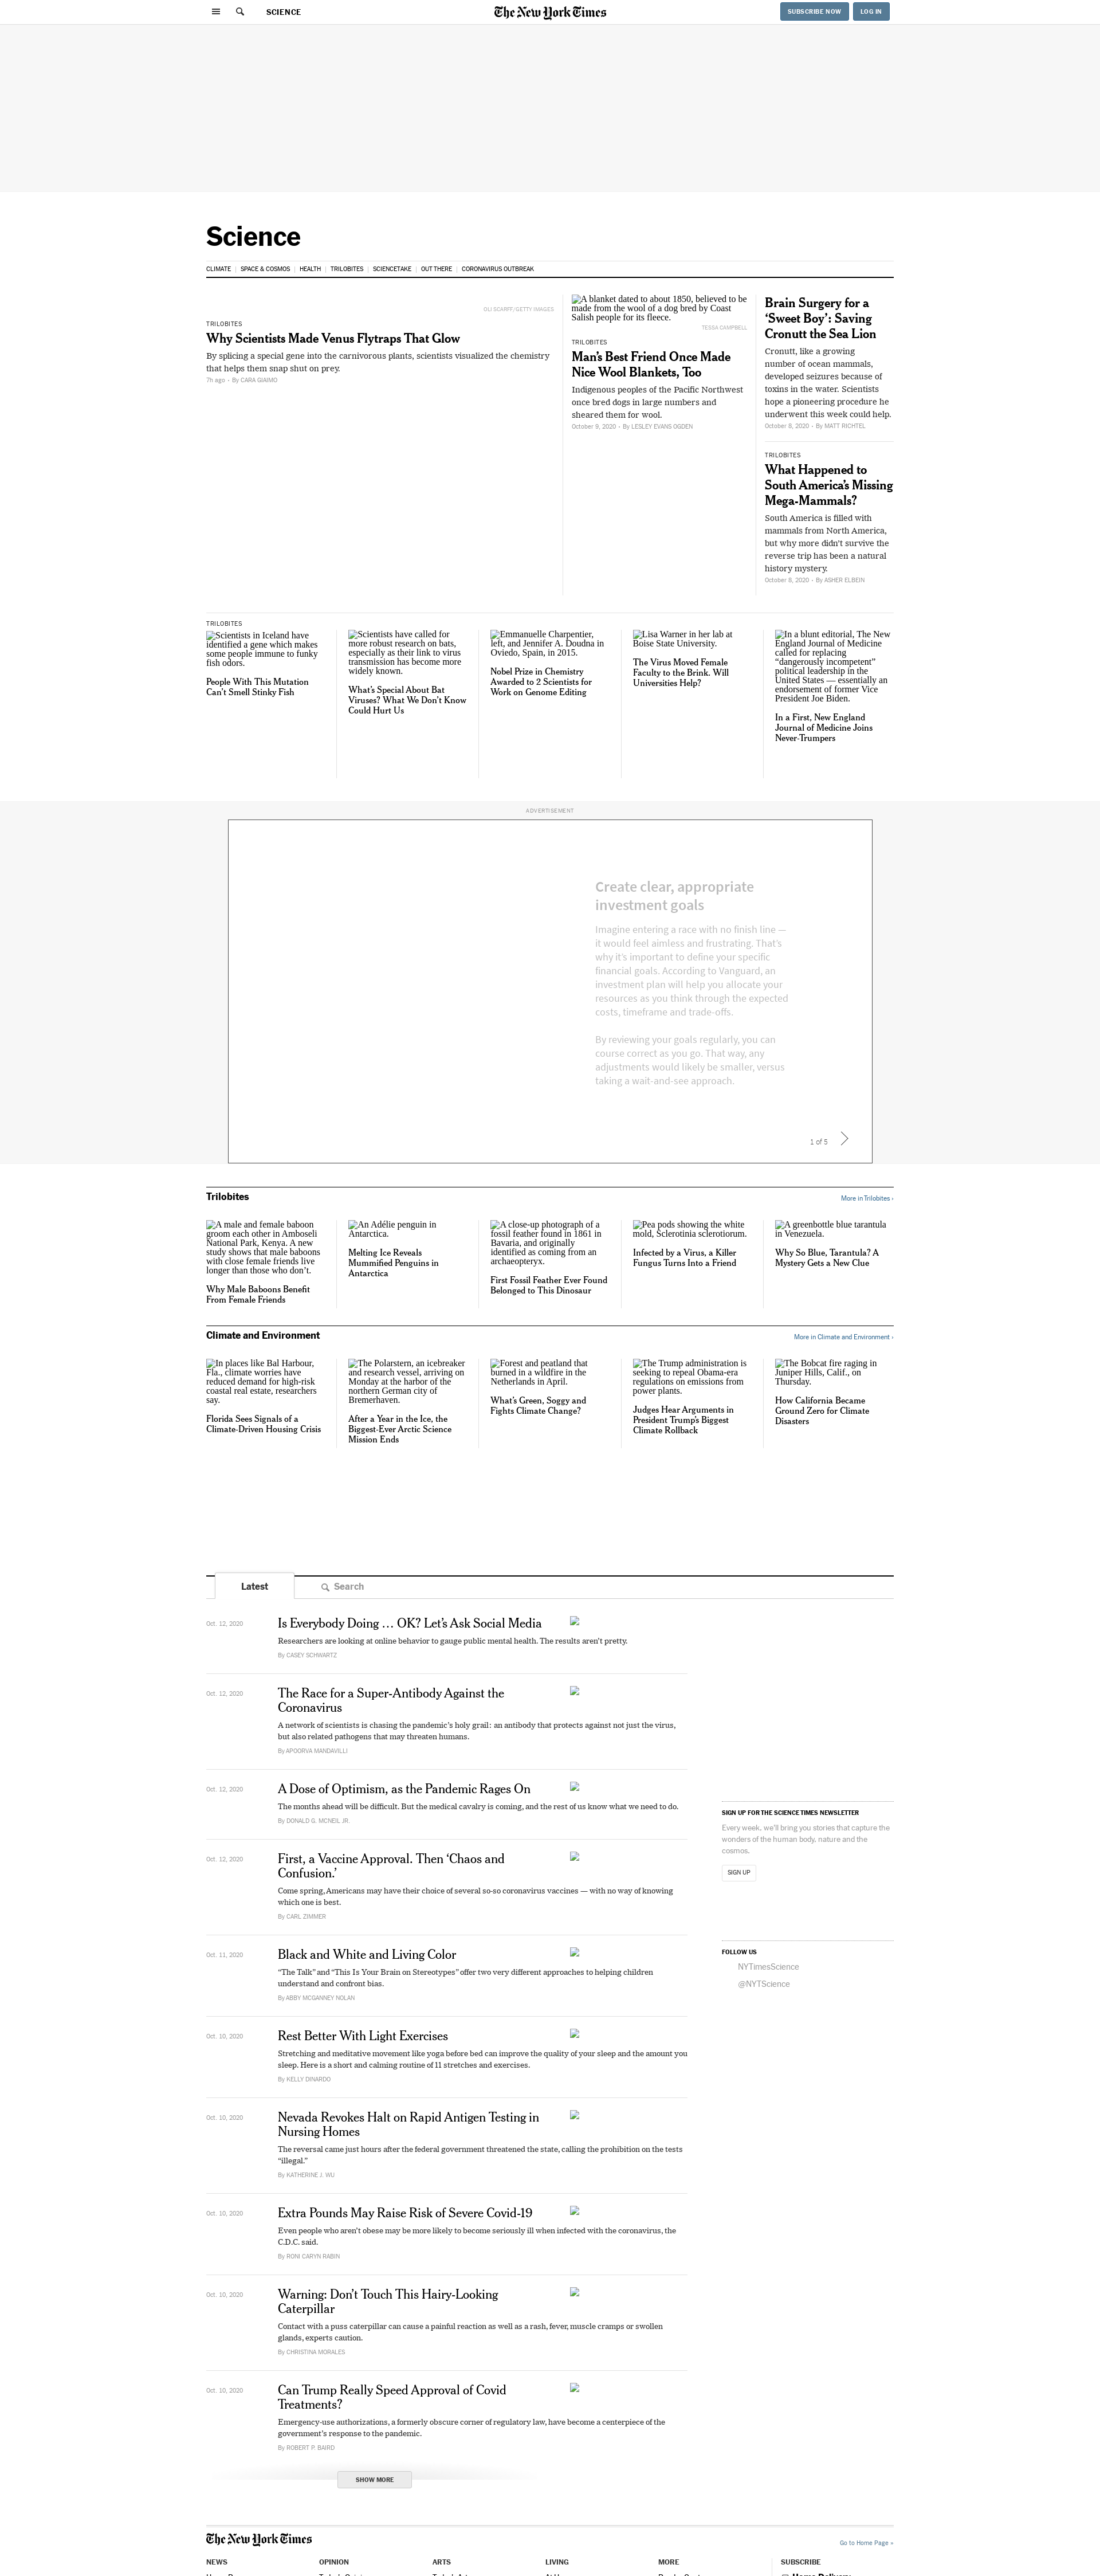 SCIENCE
The New York Times
SUBSCRIBE NOW
LOG IN
Science
CLIMATE
SPACE & COSMOS
HEALTH
TRILOBITES
SCIENCETAKE
OUT THERE
CORONAVIRUS OUTBREAK
OLI SCARFF/GETTY IMAGES
TRILOBITES
Why Scientists Made Venus Flytraps That Glow
By splicing a special gene into the carnivorous plants, scientists visualized the chemistry
that helps them snap shut on prey.
7h ago • By CARA GIAIMO
A blanket dated to about 1850, believed to be
made from the wool of a dog bred by Coast
Salish people for its fleece.
TESSA CAMPBELL
TRILOBITES
Man's Best Friend Once Made
Nice Wool Blankets, Too
Indigenous peoples of the Pacific Northwest
once bred dogs in large numbers and
sheared them for wool.
October 9, 2020 • By LESLEY EVANS OGDEN
Brain Surgery for a
‘Sweet Boy’: Saving
Cronutt the Sea Lion
Cronutt, like a growing
number of ocean mammals,
developed seizures because of
toxins in the water. Scientists
hope a pioneering procedure he
underwent this week could help.
October 8, 2020 • By MATT RICHTEL
TRILOBITES
What Happened to
South America’s Missing
Mega-Mammals?
South America is filled with
mammals from North America,
but why more didn’t survive the
reverse trip has been a natural
history mystery.
October 8, 2020 • By ASHER ELBEIN
TRILOBITES
Scientists in Iceland have
identified a gene which makes
some people immune to funky
fish odors.
People With This Mutation
Can’t Smell Stinky Fish
Scientists have called for
more robust research on bats,
especially as their link to virus
transmission has become more
widely known.
What’s Special About Bat
Viruses? What We Don’t Know
Could Hurt Us
Emmanuelle Charpentier,
left, and Jennifer A. Doudna in
Oviedo, Spain, in 2015.
Nobel Prize in Chemistry
Awarded to 2 Scientists for
Work on Genome Editing
Lisa Warner in her lab at
Boise State University.
The Virus Moved Female
Faculty to the Brink. Will
Universities Help?
In a blunt editorial, The New
England Journal of Medicine
called for replacing
“dangerously incompetent”
political leadership in the
United States — essentially an
endorsement of former Vice
President Joe Biden.
In a First, New England
Journal of Medicine Joins
Never-Trumpers
ADVERTISEMENT
Create clear, appropriate
investment goals
Imagine entering a race with no finish line —
it would feel aimless and frustrating. That’s
why it’s important to define your specific
financial goals. According to Vanguard, an
investment plan will help you allocate your
resources as you think through the expected
costs, timeframe and trade-offs.
By reviewing your goals regularly, you can
course correct as you go. That way, any
adjustments would likely be smaller, versus
taking a wait-and-see approach.
1 of 5
Trilobites
More in Trilobites ›
A male and female baboon
groom each other in Amboseli
National Park, Kenya. A new
study shows that male baboons
with close female friends live
longer than those who don’t.
Why Male Baboons Benefit
From Female Friends
An Adélie penguin in
Antarctica.
Melting Ice Reveals
Mummified Penguins in
Antarctica
A close-up photograph of a
fossil feather found in 1861 in
Bavaria, and originally
identified as coming from an
archaeopteryx.
First Fossil Feather Ever Found
Belonged to This Dinosaur
Pea pods showing the white
mold, Sclerotinia sclerotiorum.
Infected by a Virus, a Killer
Fungus Turns Into a Friend
A greenbottle blue tarantula
in Venezuela.
Why So Blue, Tarantula? A
Mystery Gets a New Clue
Climate and Environment
More in Climate and Environment ›
In places like Bal Harbour,
Fla., climate worries have
reduced demand for high-risk
coastal real estate, researchers
say.
Florida Sees Signals of a
Climate-Driven Housing Crisis
The Polarstern, an icebreaker
and research vessel, arriving on
Monday at the harbor of the
northern German city of
Bremerhaven.
After a Year in the Ice, the
Biggest-Ever Arctic Science
Mission Ends
Forest and peatland that
burned in a wildfire in the
Netherlands in April.
What’s Green, Soggy and
Fights Climate Change?
The Trump administration is
seeking to repeal Obama-era
regulations on emissions from
power plants.
Judges Hear Arguments in
President Trump’s Biggest
Climate Rollback
The Bobcat fire raging in
Juniper Hills, Calif., on
Thursday.
How California Became
Ground Zero for Climate
Disasters
Latest
Search
Oct. 12, 2020
Is Everybody Doing … OK? Let’s Ask Social Media
Researchers are looking at online behavior to gauge public mental health. The results aren’t pretty.
By CASEY SCHWARTZ
Oct. 12, 2020
The Race for a Super-Antibody Against the
Coronavirus
A network of scientists is chasing the pandemic’s holy grail: an antibody that protects against not just the virus,
but also related pathogens that may threaten humans.
By APOORVA MANDAVILLI
Oct. 12, 2020
A Dose of Optimism, as the Pandemic Rages On
The months ahead will be difficult. But the medical cavalry is coming, and the rest of us know what we need to do.
By DONALD G. MCNEIL JR.
Oct. 12, 2020
First, a Vaccine Approval. Then ‘Chaos and
Confusion.’
Come spring, Americans may have their choice of several so-so coronavirus vaccines — with no way of knowing
which one is best.
By CARL ZIMMER
Oct. 11, 2020
Black and White and Living Color
“The Talk” and “This Is Your Brain on Stereotypes” offer two very different approaches to helping children
understand and confront bias.
By ABBY MCGANNEY NOLAN
Oct. 10, 2020
Rest Better With Light Exercises
Stretching and meditative movement like yoga before bed can improve the quality of your sleep and the amount you
sleep. Here is a short and calming routine of 11 stretches and exercises.
By KELLY DINARDO
Oct. 10, 2020
Nevada Revokes Halt on Rapid Antigen Testing in
Nursing Homes
The reversal came just hours after the federal government threatened the state, calling the prohibition on the tests
“illegal.”
By KATHERINE J. WU
Oct. 10, 2020
Extra Pounds May Raise Risk of Severe Covid-19
Even people who aren’t obese may be more likely to become seriously ill when infected with the coronavirus, the
C.D.C. said.
By RONI CARYN RABIN
Oct. 10, 2020
Warning: Don’t Touch This Hairy-Looking
Caterpillar
Contact with a puss caterpillar can cause a painful reaction as well as a rash, fever, muscle cramps or swollen
glands, experts caution.
By CHRISTINA MORALES
Oct. 10, 2020
Can Trump Really Speed Approval of Covid
Treatments?
Emergency-use authorizations, a formerly obscure corner of regulatory law, have become a centerpiece of the
government’s response to the pandemic.
By ROBERT P. BAIRD
SHOW MORE
SIGN UP FOR THE SCIENCE TIMES NEWSLETTER
Every week, we’ll bring you stories that capture the
wonders of the human body, nature and the
cosmos.
SIGN UP
FOLLOW US
NYTimesScience
@NYTScience
The New York Times
Go to Home Page »
NEWS
OPINION
ARTS
LIVING
MORE
SUBSCRIBE